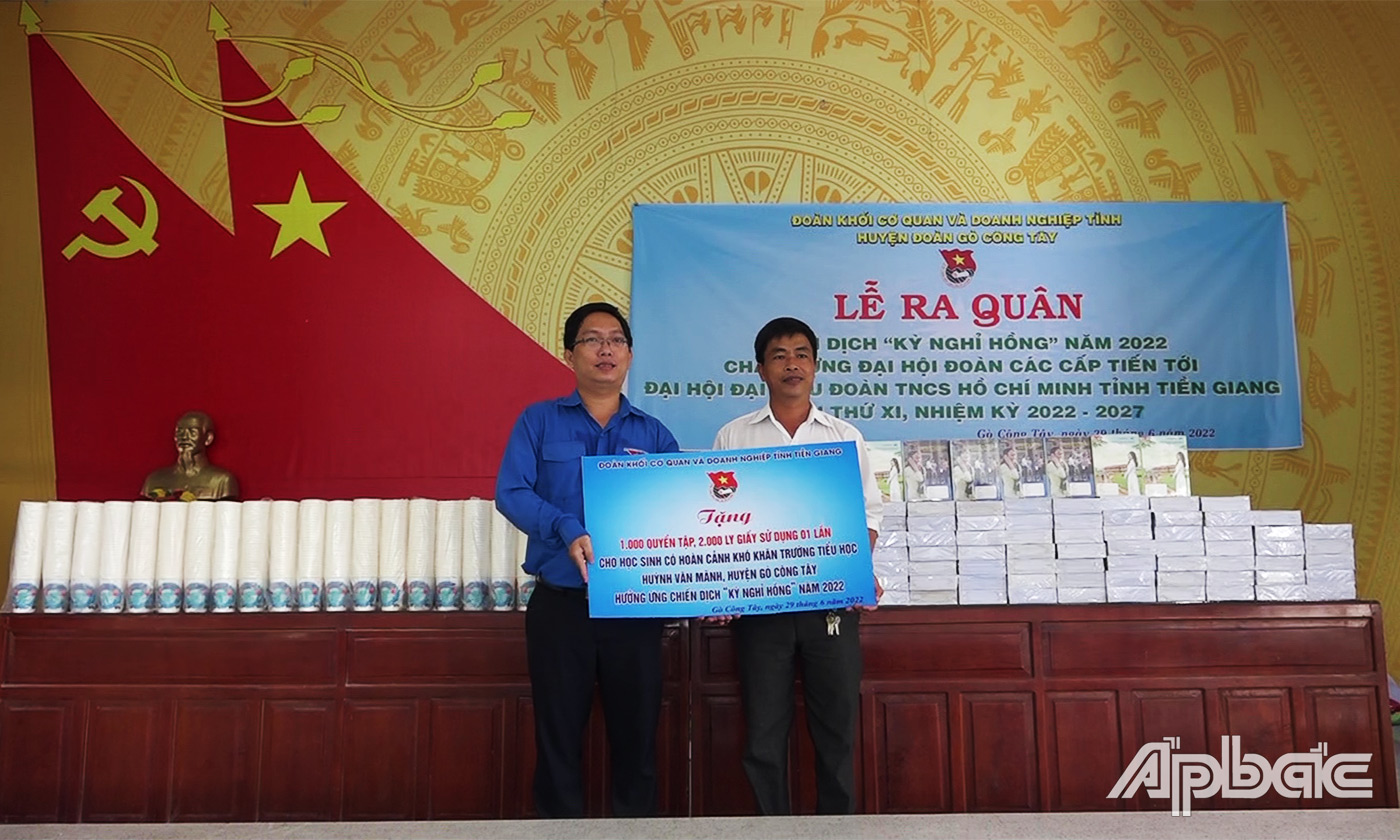 ĐOÀN KHỐI CƠ QUAN VÀ DOANH NGHIỆP TỈNH
HUYỆN ĐOÀN GÒ CÔNG TÂY
LỄ RA QUÂN
DỊCH “KỲ NGHỈ HỒNG” NĂM 2022
ĐẠI HỘI ĐOÀN CÁC CẤP TIẾN TỚI
ĐẠI HỘI ĐOÀN TNCS HỒ CHÍ MINH TỈNH TIỀN GIANG
THỨ XI, NHIỆM KỲ 2022 - 2027
Gò Công Tây, ngày 29 tháng 6 năm 2022
ĐOÀN KHỐI CƠ QUAN VÀ DOANH NGHIỆP TỈNH TIỀN GIANG
Tặng
1.000 QUYỂN TẬP, 2.000 LY GIẤY SỬ DỤNG 01 LẦN
CHO HỌC SINH CÓ HOÀN CẢNH KHÓ KHĂN TRƯỜNG TIỂU HỌC
HUỲNH VĂN MÀNH, HUYỆN GÒ CÔNG TÂY
HƯỞNG ỨNG CHIẾN DỊCH “KỲ NGHỈ HỒNG” NĂM 2022
Gò Công Tây, ngày 29 tháng 6 năm 2022
Apbac